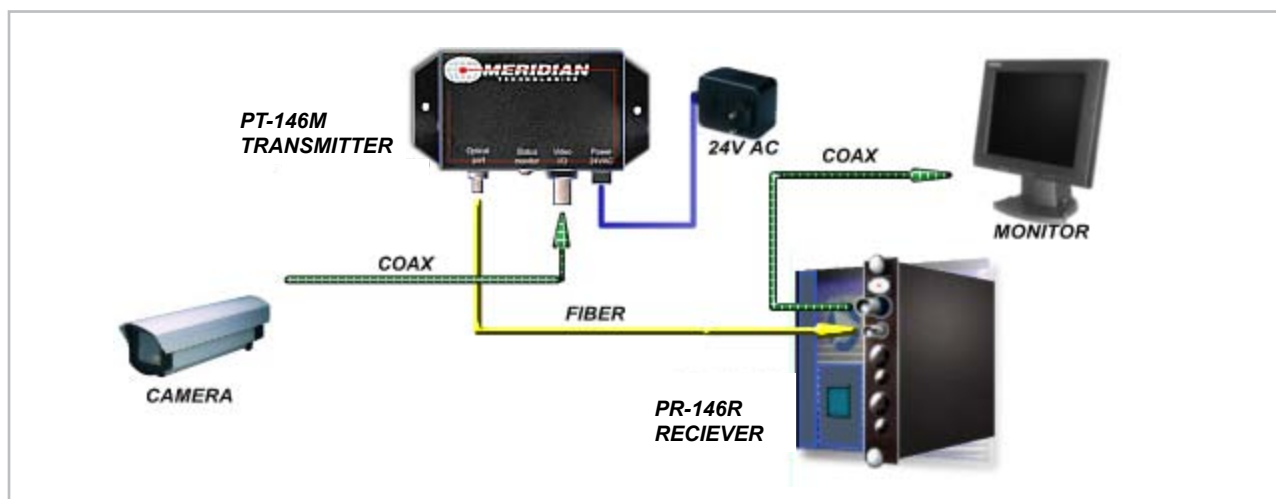 MERIDIAN
TECHNOLOGIES
PT-146M
TRANSMITTER
Optical
port
Status
monitor
Video
I/O
Power
24VAC
24V AC
COAX
MONITOR
COAX
FIBER
CAMERA
PR-146R
RECIEVER